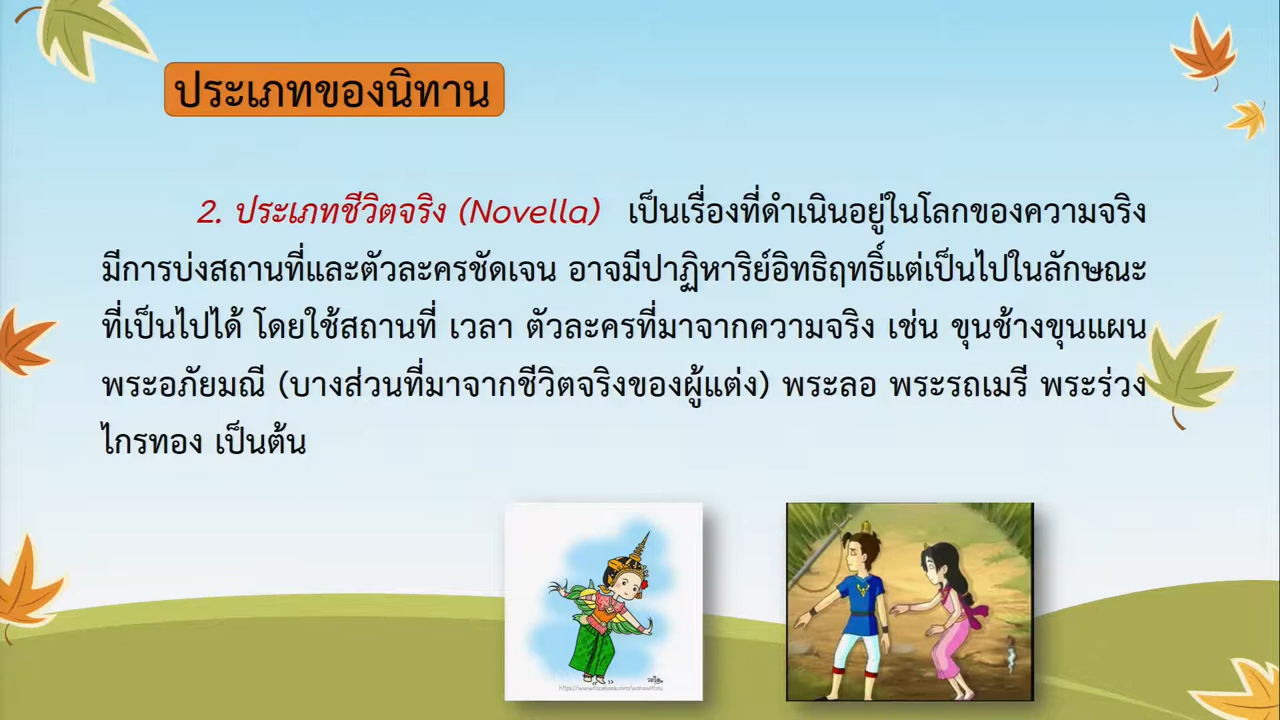 ประเภทของนิทาน
2. ประเภทชีวิตจริง (Novella) เป็นเรื่องที่ดำเนินอยู่ในโลกของความจริง
มีการบ่งสถานที่และตัวละครชัดเจน อาจมีปาฏิหาริย์อิทธิฤทธิ์แต่เป็นไปในลักษณะ
ที่เป็นไปได้ โดยใช้สถานที่ เวลา ตัวละครที่มาจากความจริง เช่น ขุนช้างขุนแผน
พระอภัยมณี (บางส่วนที่มาจากชีวิตจริงของผู้แต่ง) พระลอ พระรถเมรี พระร่วง
ไกรทอง เป็นต้น